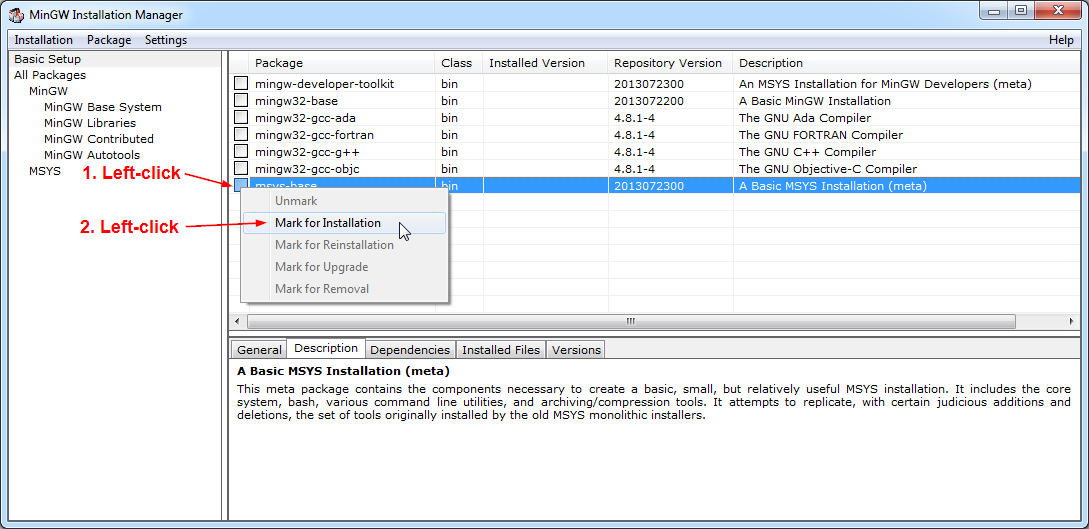 MinGW Installation Manager
Installation Package Settings Help
Basic Setup
All Packages
MinGW
MinGW Base System
MinGW Libraries
MinGW Contributed
MinGW Autotools
MSYS
Package Class Installed Version Repository Version Description
mingw-developer-toolkit bin 2013072300 An MSYS Installation for MinGW Developers (meta)
mingw32-base bin 2013072200 A Basic MinGW Installation
mingw32-gcc-ada bin 4.8.1-4 The GNU Ada Compiler
mingw32-gcc-fortran bin 4.8.1-4 The GNU FORTRAN Compiler
mingw32-gcc-g++ bin 4.8.1-4 The GNU C++ Compiler
mingw32-gcc-objc bin 4.8.1-4 The GNU Objective-C Compiler
msys-base bin 2013072300 A Basic MSYS Installation (meta)
1. Left-click
2. Left-click
Unmark
Mark for Installation
Mark for Reinstallation
Mark for Upgrade
Mark for Removal
General Description Dependencies Installed Files Versions
A Basic MSYS Installation (meta)
This meta package contains the components necessary to create a basic, small, but relatively useful MSYS installation. It includes the core
system, bash, various command line utilities, and archiving/compression tools. It attempts to replicate, with certain judicious additions and
deletions, the set of tools originally installed by the old MSYS monolithic installers.